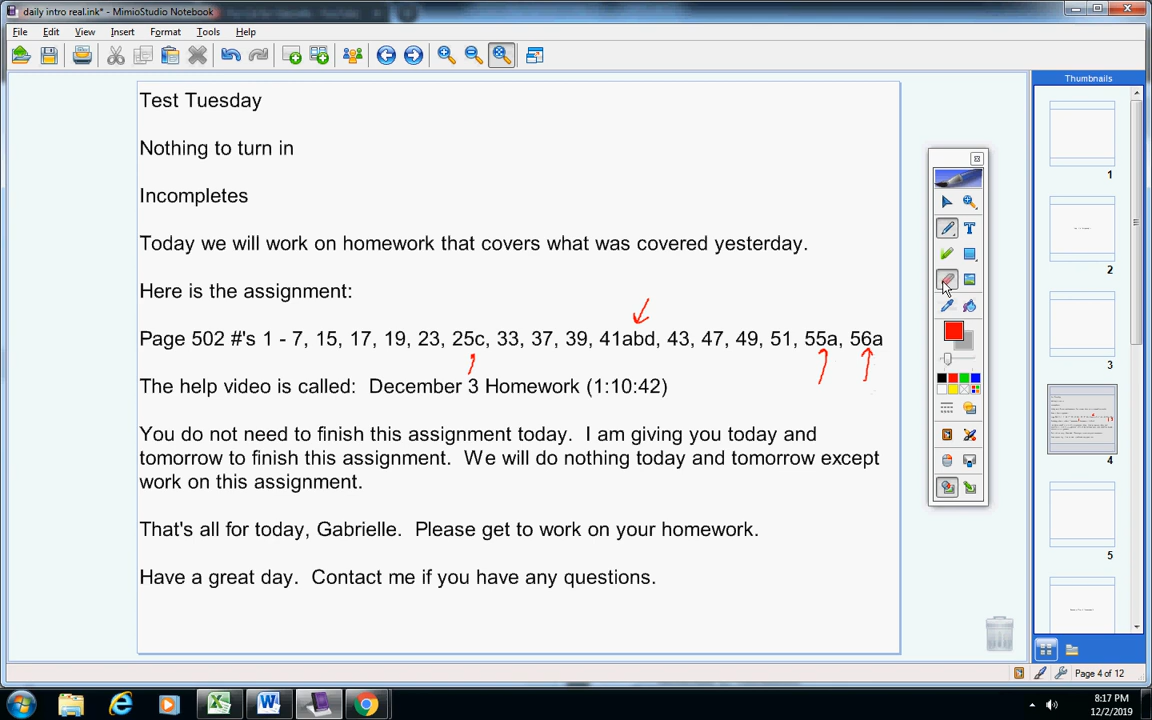 daily intro real.ink* - MimioStudio Notebook
File Edit View Insert Format Tools Help
Thumbnails
Test Tuesday
Nothing to turn in
Incompletes
Today we will work on homework that covers what was covered yesterday.
Here is the assignment:
Page 502 #'s 1 - 7, 15, 17, 19, 23, 25c, 33, 37, 39, 41abd, 43, 47, 49, 51, 55a, 56a
The help video is called:  December 3 Homework (1:10:42)
You do not need to finish this assignment today.  I am giving you today and
tomorrow to finish this assignment.  We will do nothing today and tomorrow except
work on this assignment.
That's all for today, Gabrielle.  Please get to work on your homework.
Have a great day.  Contact me if you have any questions.
1
2
3
4
5
Page 4 of 12
8:17 PM
12/2/2019